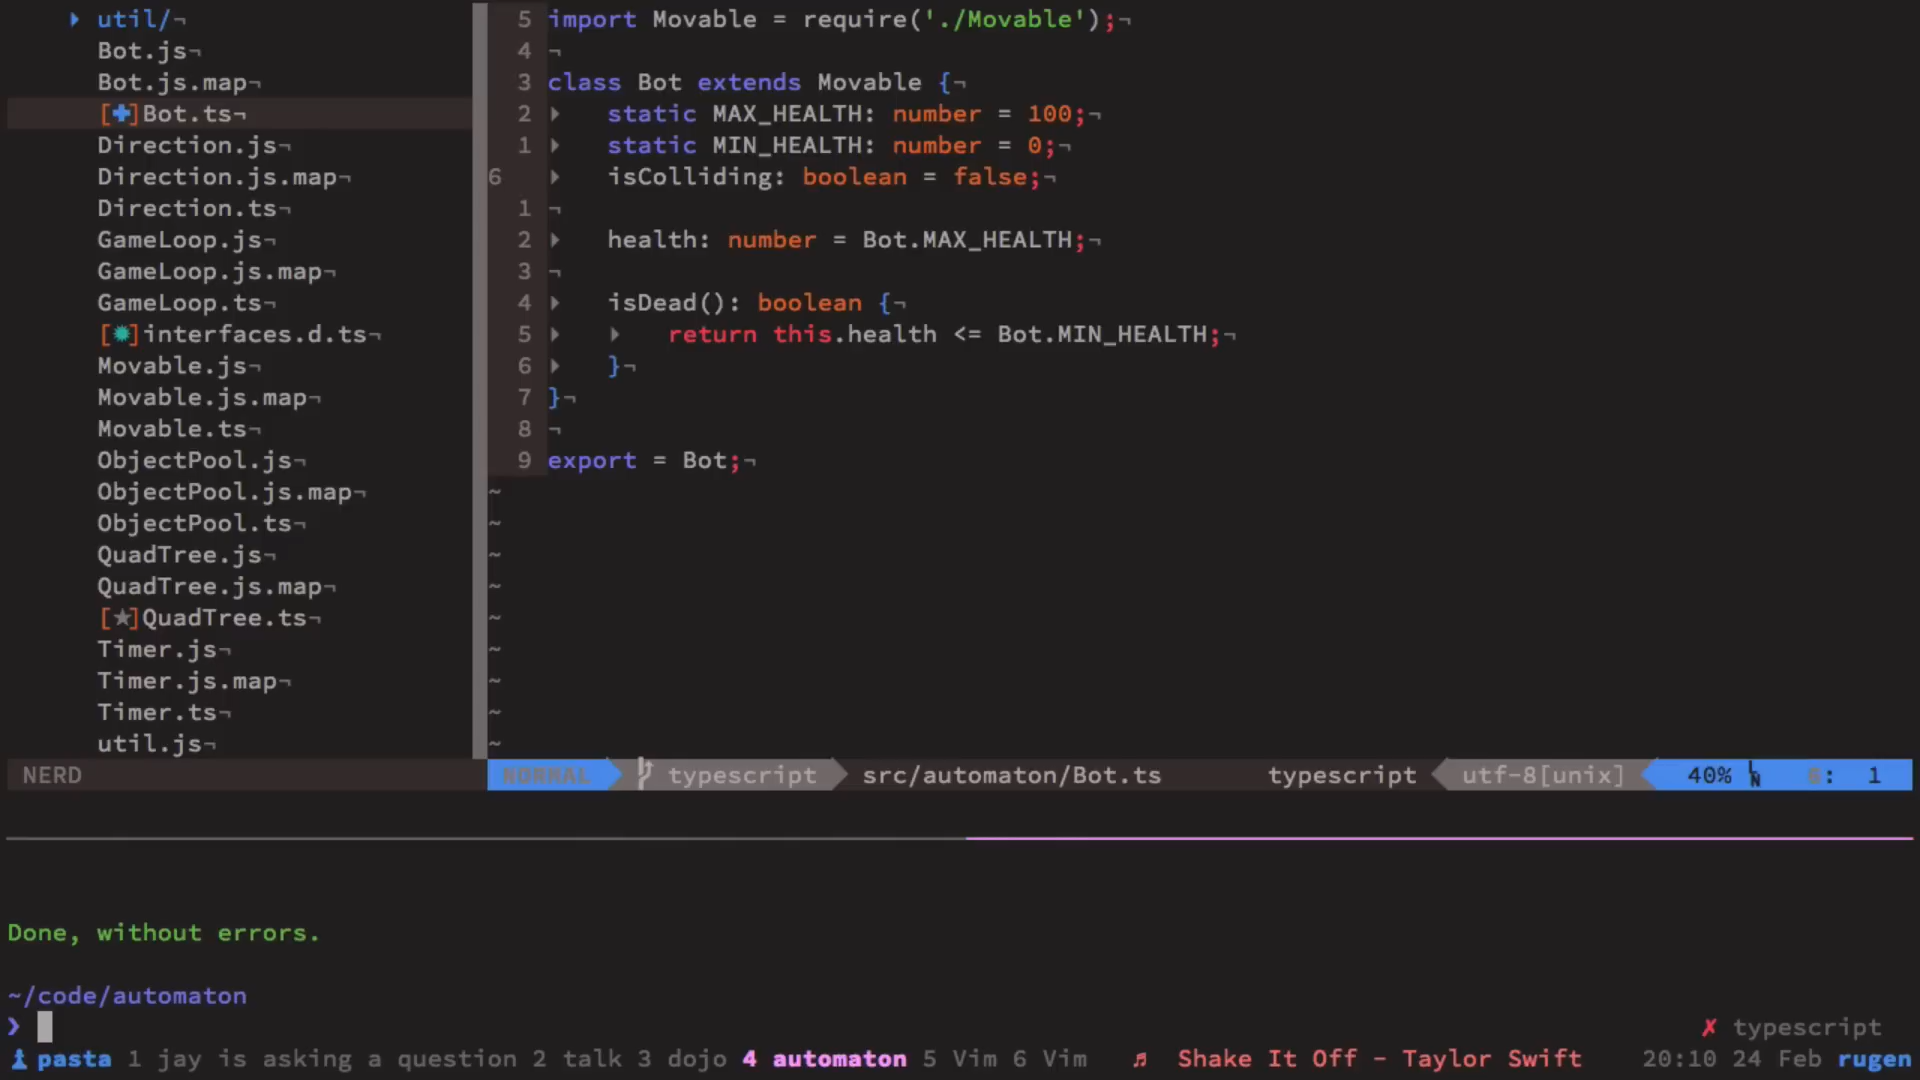 ▸ util/¬
Bot.js¬
Bot.js.map¬
[✚]Bot.ts¬
Direction.js¬
Direction.js.map¬
Direction.ts¬
GameLoop.js¬
GameLoop.js.map¬
GameLoop.ts¬
[✹]interfaces.d.ts¬
Movable.js¬
Movable.js.map¬
Movable.ts¬
ObjectPool.js¬
ObjectPool.js.map¬
ObjectPool.ts¬
QuadTree.js¬
QuadTree.js.map¬
[★]QuadTree.ts¬
Timer.js¬
Timer.js.map¬
Timer.ts¬
util.js¬
NERD
5 import Movable = require('./Movable');¬
4 ¬
3 class Bot extends Movable {¬
2 ▸ static MAX_HEALTH: number = 100;¬
1 ▸ static MIN_HEALTH: number = 0;¬
6 ▸ isColliding: boolean = false;¬
1 ¬
2 ▸ health: number = Bot.MAX_HEALTH;¬
3 ¬
4 ▸ isDead(): boolean {¬
5 ▸ ▸ return this.health <= Bot.MIN_HEALTH;¬
6 ▸ }¬
7 }¬
8 ¬
9 export = Bot;¬
~
~
~
~
~
~
~
~
~
NORMAL typescript src/automaton/Bot.ts typescript utf-8[unix] 40% : 1
Done, without errors.
~/code/automaton
❯
✗ typescript
pasta 1 jay is asking a question 2 talk 3 dojo 4 automaton 5 Vim 6 Vim ♬ Shake It Off - Taylor Swift 20:10 24 Feb rugen